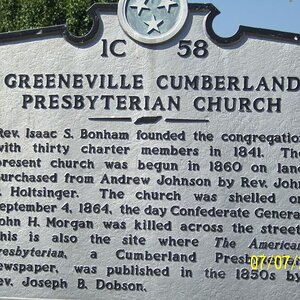 1C 58
GREENEVILLE CUMBERLAND
PRESBYTERIAN CHURCH
Rev. Isaac S. Bonham founded the congregation
with thirty charter members in 1841. The
present church was begun in 1860 on land
purchased from Andrew Johnson by Rev. John
P. Holtsinger. The church was shelled on
September 4, 1864, the day Confederate General
John H. Morgan was killed across the street.
This is also the site where The American
Presbyterian, a Cumberland Presbyterian
newspaper, was published in the 1850s by
Rev. Joseph B. Dobson.
07/07/